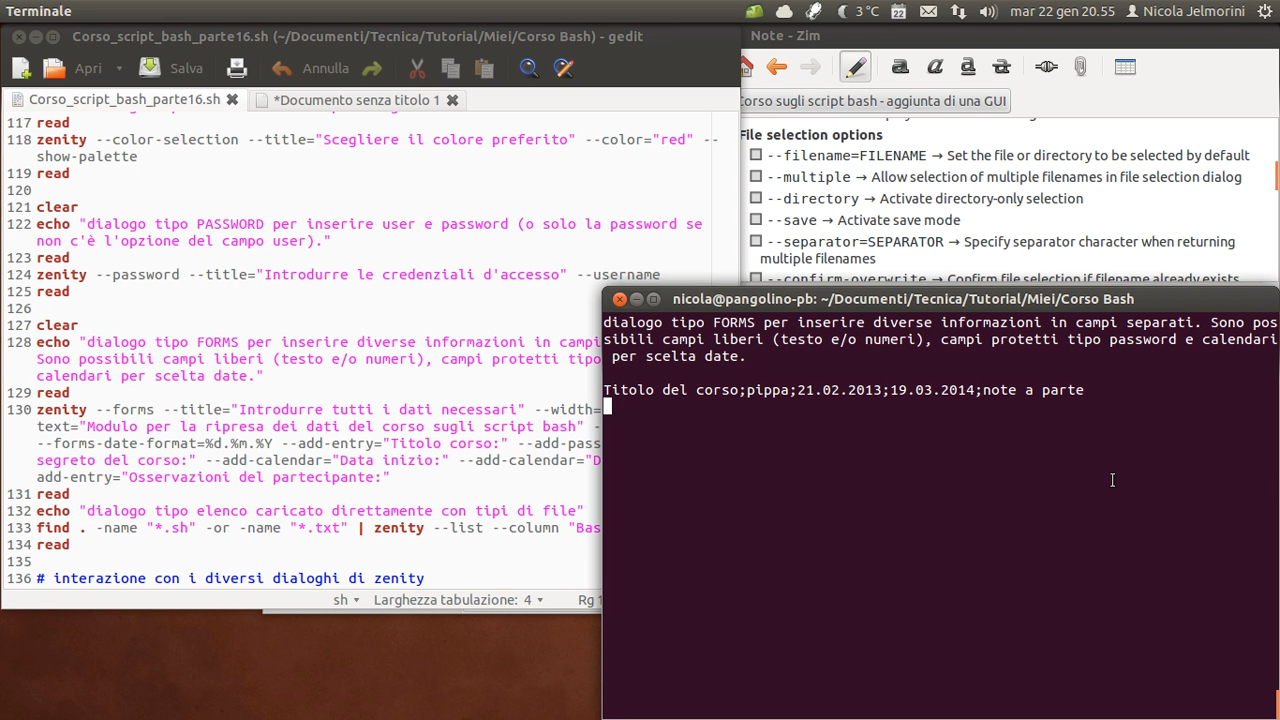 Terminale
3 °C
22
mar 22 gen 20.55
Nicola Jelmorini
Corso_script_bash_parte16.sh (~/Documenti/Tecnica/Tutorial/Miei/Corso Bash) - gedit
Apri
Salva
Annulla
Corso_script_bash_parte16.sh
*Documento senza titolo 1
117 read
118 zenity --color-selection --title="Scegliere il colore preferito" --color="red" --
show-palette
119 read
120
121 clear
122 echo "dialogo tipo PASSWORD per inserire user e password (o solo la password se
non c'è l'opzione del campo user)."
123 read
124 zenity --password --title="Introdurre le credenziali d'accesso" --username
125 read
126
127 clear
128 echo "dialogo tipo FORMS per inserire diverse informazioni in campi
Sono possibili campi liberi (testo e/o numeri), campi protetti tipo
calendari per scelta date."
129 read
130 zenity --forms --title="Introdurre tutti i dati necessari" --width=
text="Modulo per la ripresa dei dati del corso sugli script bash" -
--forms-date-format=%d.%m.%Y --add-entry="Titolo corso:" --add-pass
segreto del corso:" --add-calendar="Data inizio:" --add-calendar="D
add-entry="Osservazioni del partecipante:"
131 read
132 echo "dialogo tipo elenco caricato direttamente con tipi di file"
133 find . -name "*.sh" -or -name "*.txt" | zenity --list --column "Bas
134 read
135
136 # interazione con i diversi dialoghi di zenity
sh
Larghezza tabulazione: 4
Rg 1
Note - Zim
Corso sugli script bash - aggiunta di una GUI
File selection options
--filename=FILENAME → Set the file or directory to be selected by default
--multiple → Allow selection of multiple filenames in file selection dialog
--directory → Activate directory-only selection
--save → Activate save mode
--separator=SEPARATOR → Specify separator character when returning
multiple filenames
--confirm-overwrite → Confirm file selection if filename already exists
nicola@pangolino-pb: ~/Documenti/Tecnica/Tutorial/Miei/Corso Bash
dialogo tipo FORMS per inserire diverse informazioni in campi separati. Sono pos
sibili campi liberi (testo e/o numeri), campi protetti tipo password e calendari
per scelta date.
Titolo del corso;pippa;21.02.2013;19.03.2014;note a parte